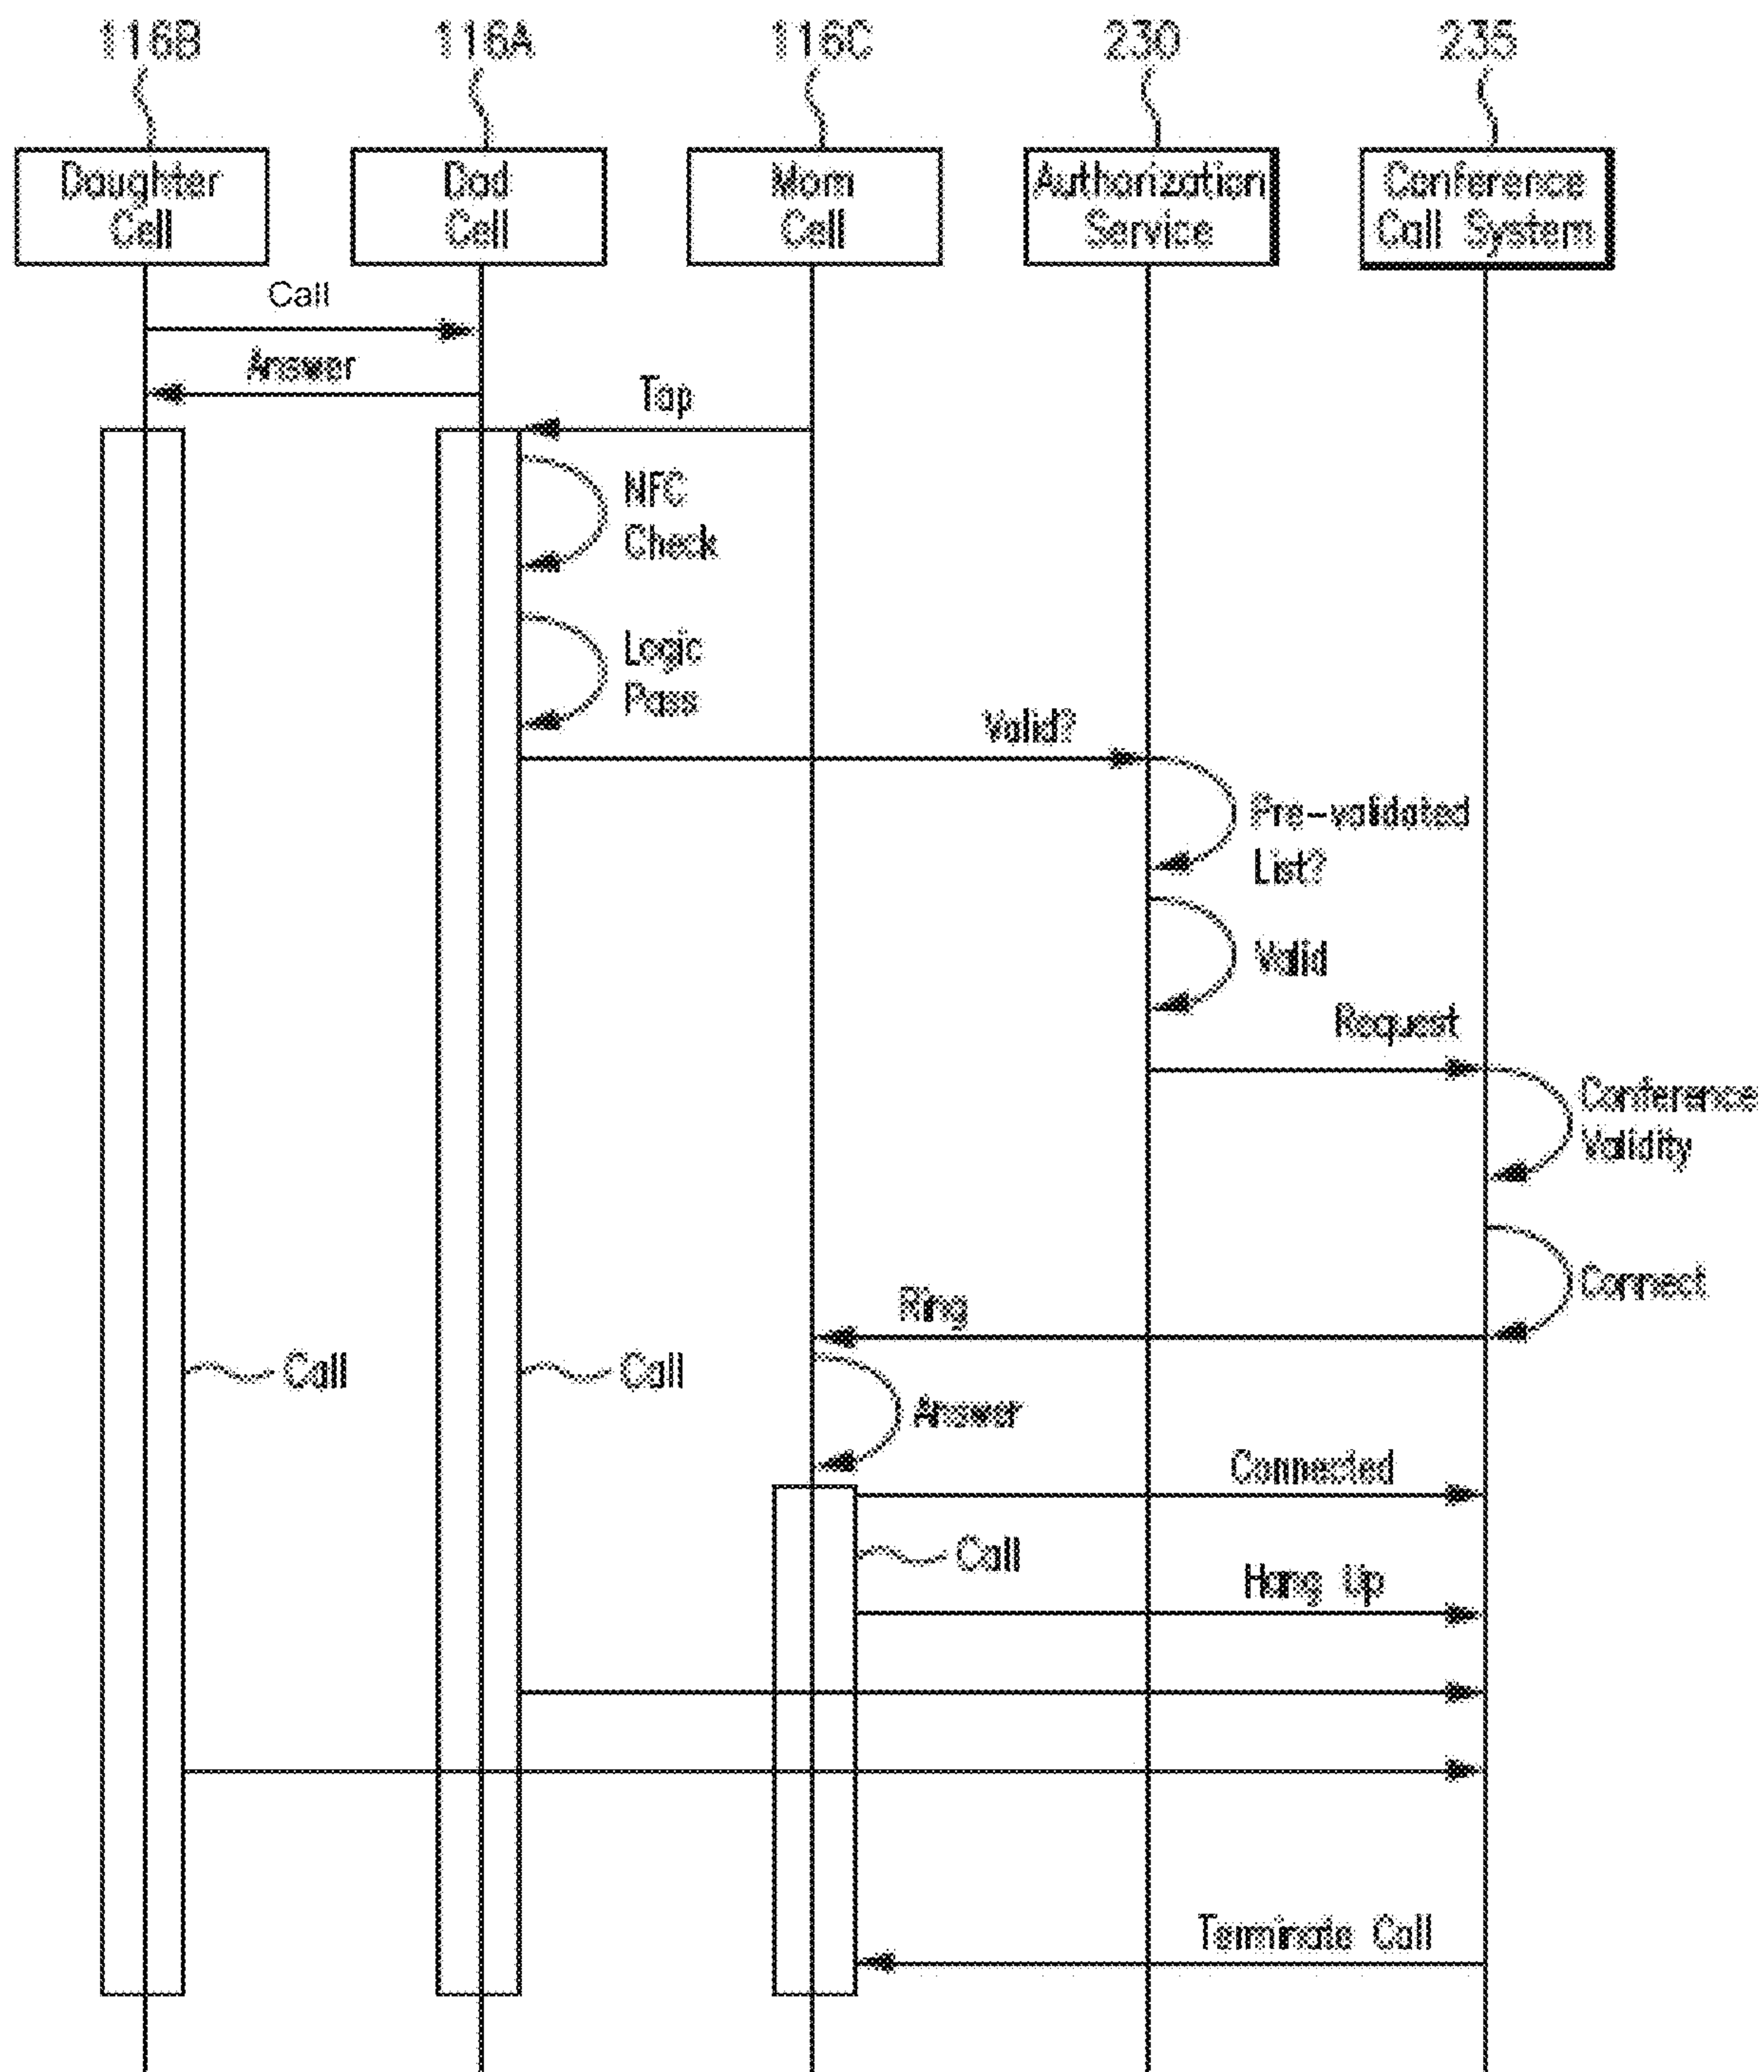 116B
116A
116C
230
235
Daughter
Cell
Dad
Cell
Mom
Cell
Authorization
Service
Conference
Call System
Call
Answer
Tap
NFC
Check
Logic
Pass
Valid?
Pre-validated
List?
Valid
Request
Conference
Validity
Connect
Ring
Call
Call
Answer
Connected
Call
Hang Up
Terminate Call